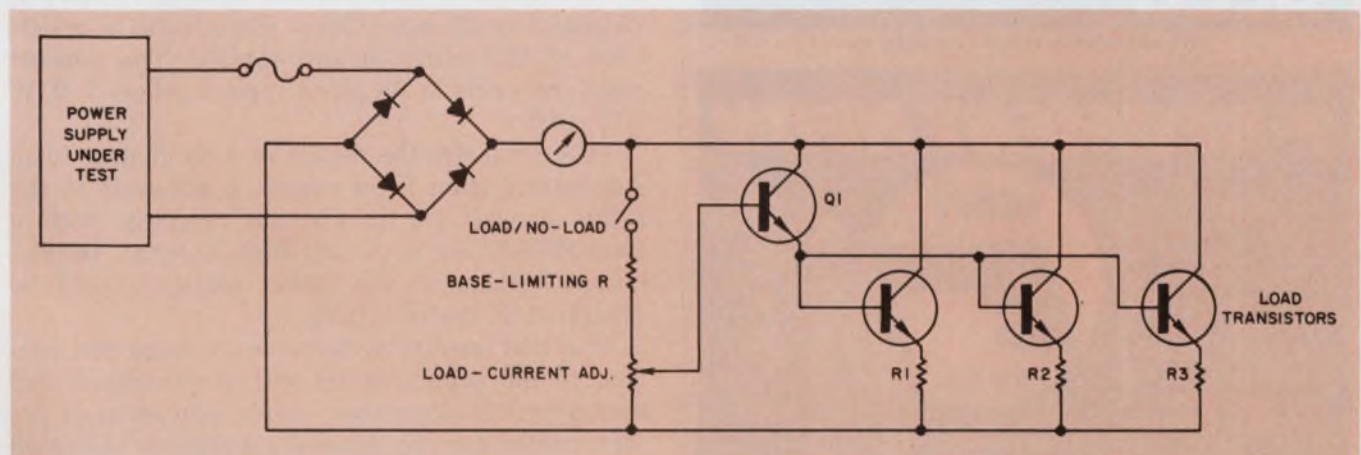 POWER
SUPPLY
UNDER
TEST
LOAD/NO-LOAD
BASE-LIMITING R
LOAD-CURRENT ADJ.
Q1
R1
R2
R3
LOAD
TRANSISTORS